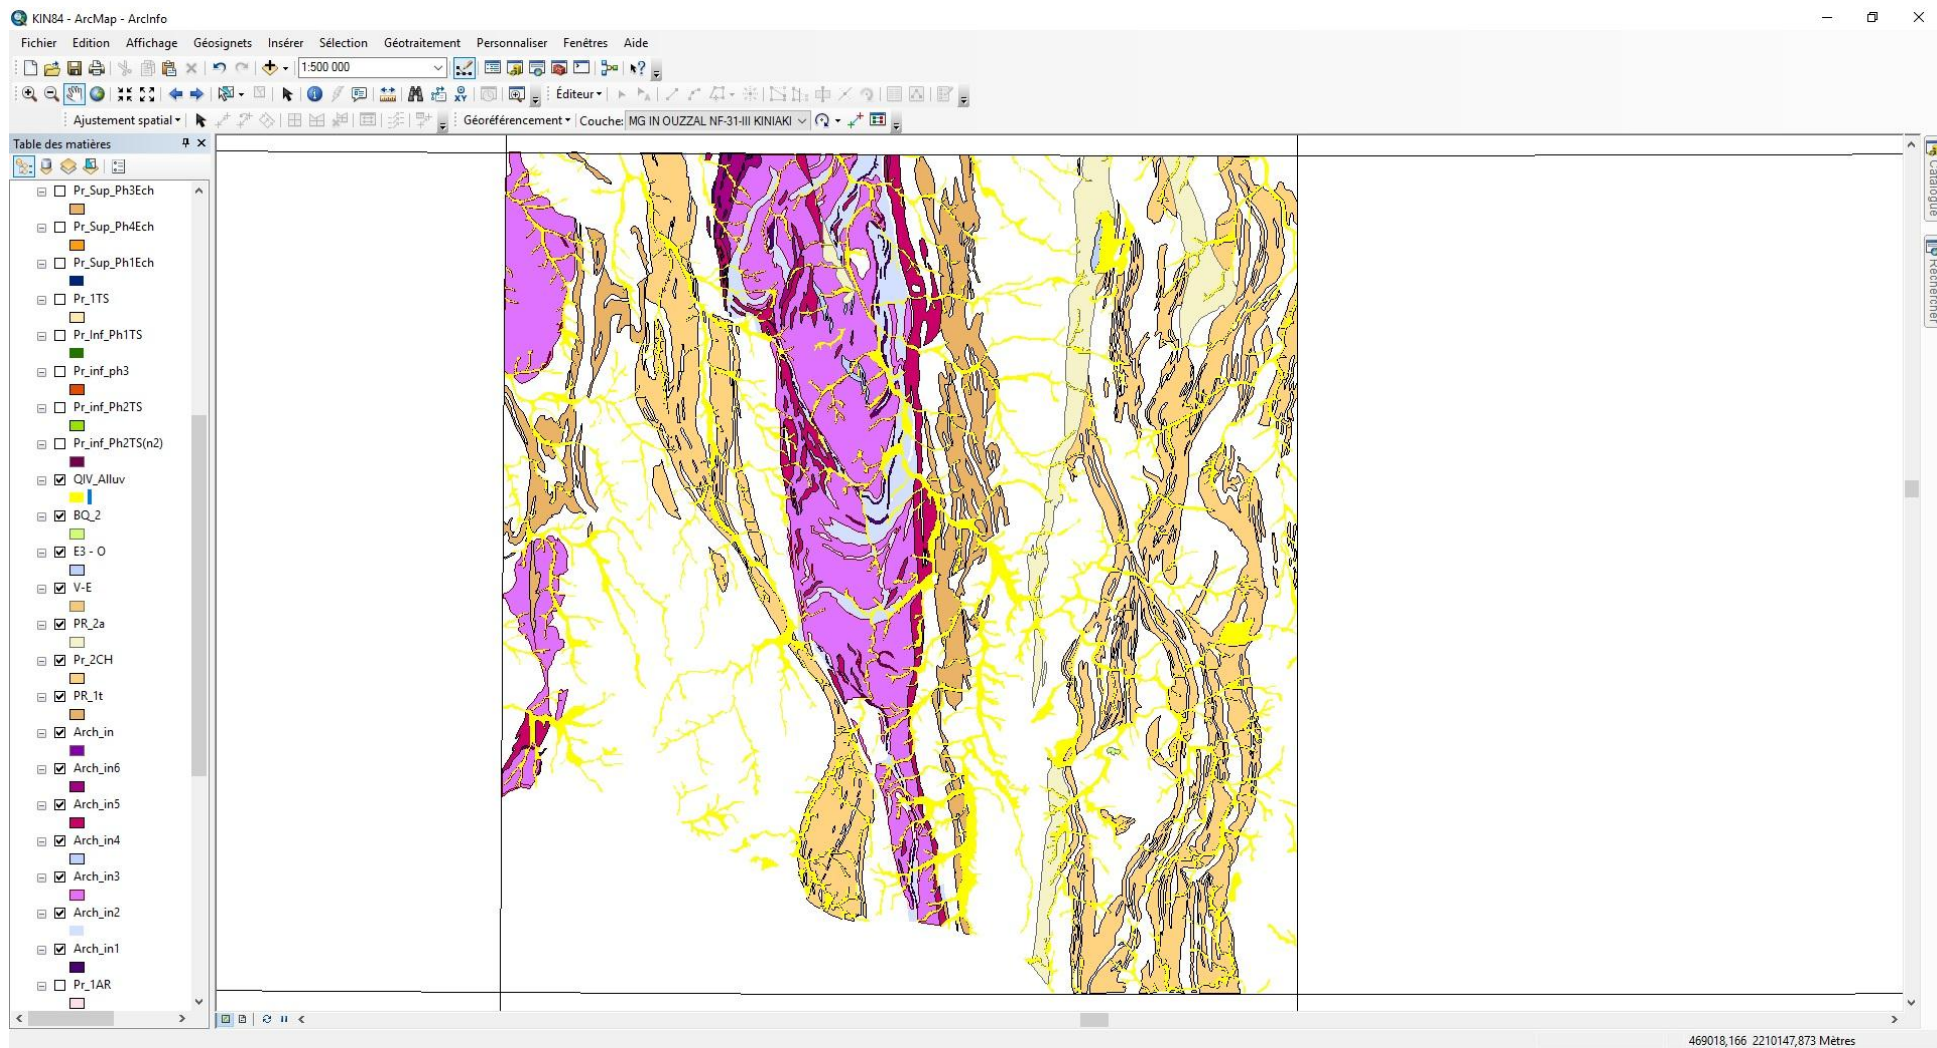 KIN84 - ArcMap - ArcInfo
Fichier Edition Affichage Géosignets Insérer Sélection Géotraitement Personnaliser Fenêtres Aide
1:500 000
Éditeur
Ajustement spatial Géoréférencement Couche: MG IN OUZZAL NF-31-III KINIAKI
Table des matières
Pr_Sup_Ph3Ech
Pr_Sup_Ph4Ech
Pr_Sup_Ph1Ech
Pr_1TS
Pr_Inf_Ph1TS
Pr_inf_ph3
Pr_inf_Ph2TS
Pr_inf_Ph2TS(n2)
QIV_Alluv
BQ_2
E3 - O
V-E
PR_2a
Pr_2CH
PR_1t
Arch_in
Arch_in6
Arch_in5
Arch_in4
Arch_in3
Arch_in2
Arch_in1
Pr_1AR
Catalogue
Rechercher
469018,166 2210147,873 Mètres